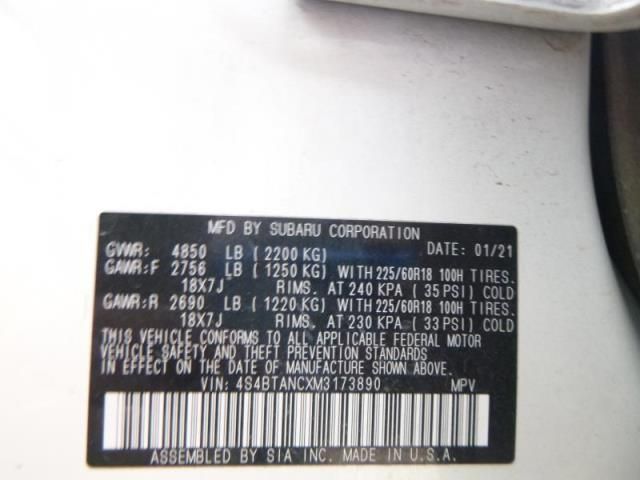 MFD BY SUBARU CORPORATION
GVWR: 4850 LB (2200 KG) DATE: 01/21
GAWR:F 2756 LB (1250 KG) WITH 225/60R18 100H TIRES.
18X7J RIMS. AT 240 KPA (35 PSI) COLD
GAWR:R 2690 LB (1220 KG) WITH 225/60R18 100H TIRES.
18X7J RIMS. AT 230 KPA (33 PSI) COLD
THIS VEHICLE CONFORMS TO ALL APPLICABLE FEDERAL MOTOR
VEHICLE SAFETY AND THEFT PREVENTION STANDARDS
IN EFFECT ON THE DATE OF MANUFACTURE SHOWN ABOVE.
VIN: 4S4BTANCXM3173890 MPV
ASSEMBLED BY SIA INC. MADE IN U.S.A.